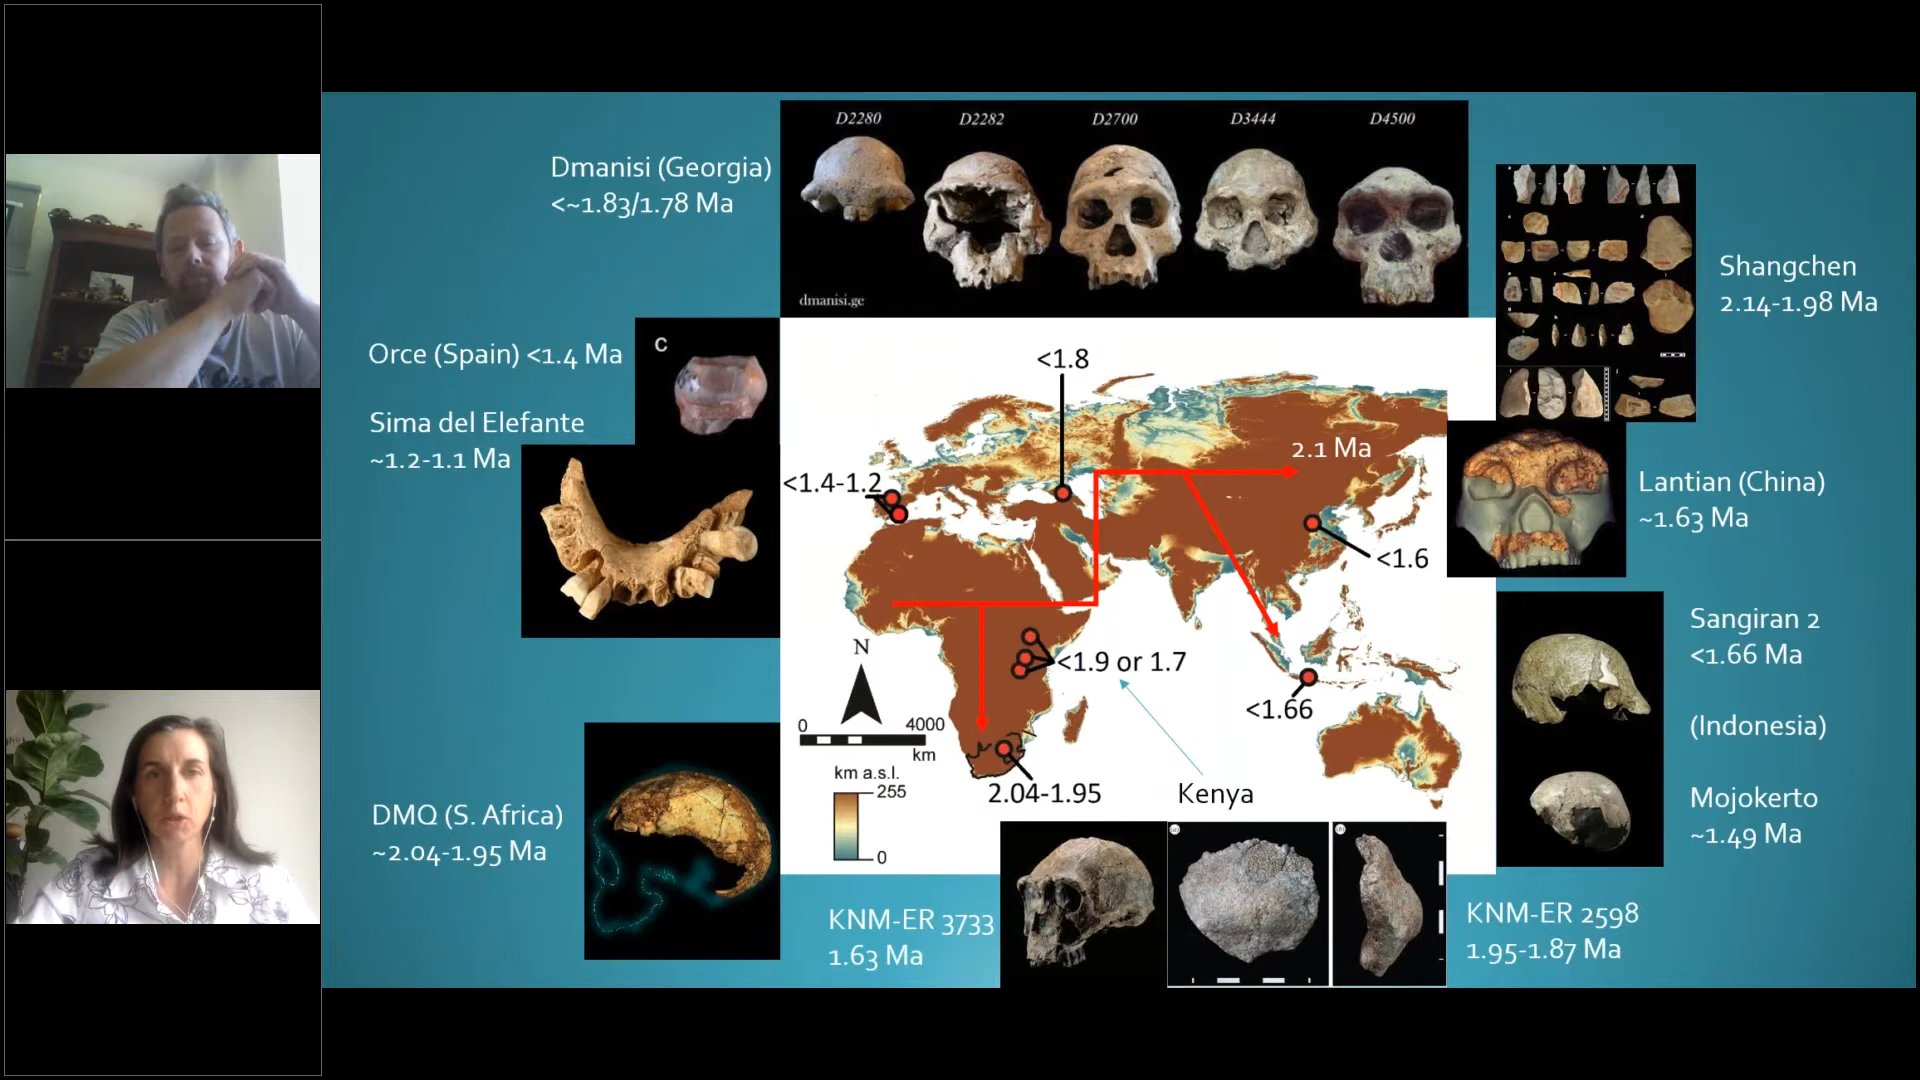 D2280 D2282 D2700 D3444 D4500
dmanisi.ge
Dmanisi (Georgia)
<~1.83/1.78 Ma
Orce (Spain) <1.4 Ma
C
Sima del Elefante
~1.2-1.1 Ma
DMQ (S. Africa)
~2.04-1.95 Ma
<1.8
2.1 Ma
<1.4-1.2
<1.6
<1.9 or 1.7
<1.66
N
0 4000
km
km a.s.l.
255
0
2.04-1.95
Kenya
KNM-ER 3733
1.63 Ma
KNM-ER 2598
1.95-1.87 Ma
Shangchen
2.14-1.98 Ma
Lantian (China)
~1.63 Ma
Sangiran 2
<1.66 Ma
(Indonesia)
Mojokerto
~1.49 Ma